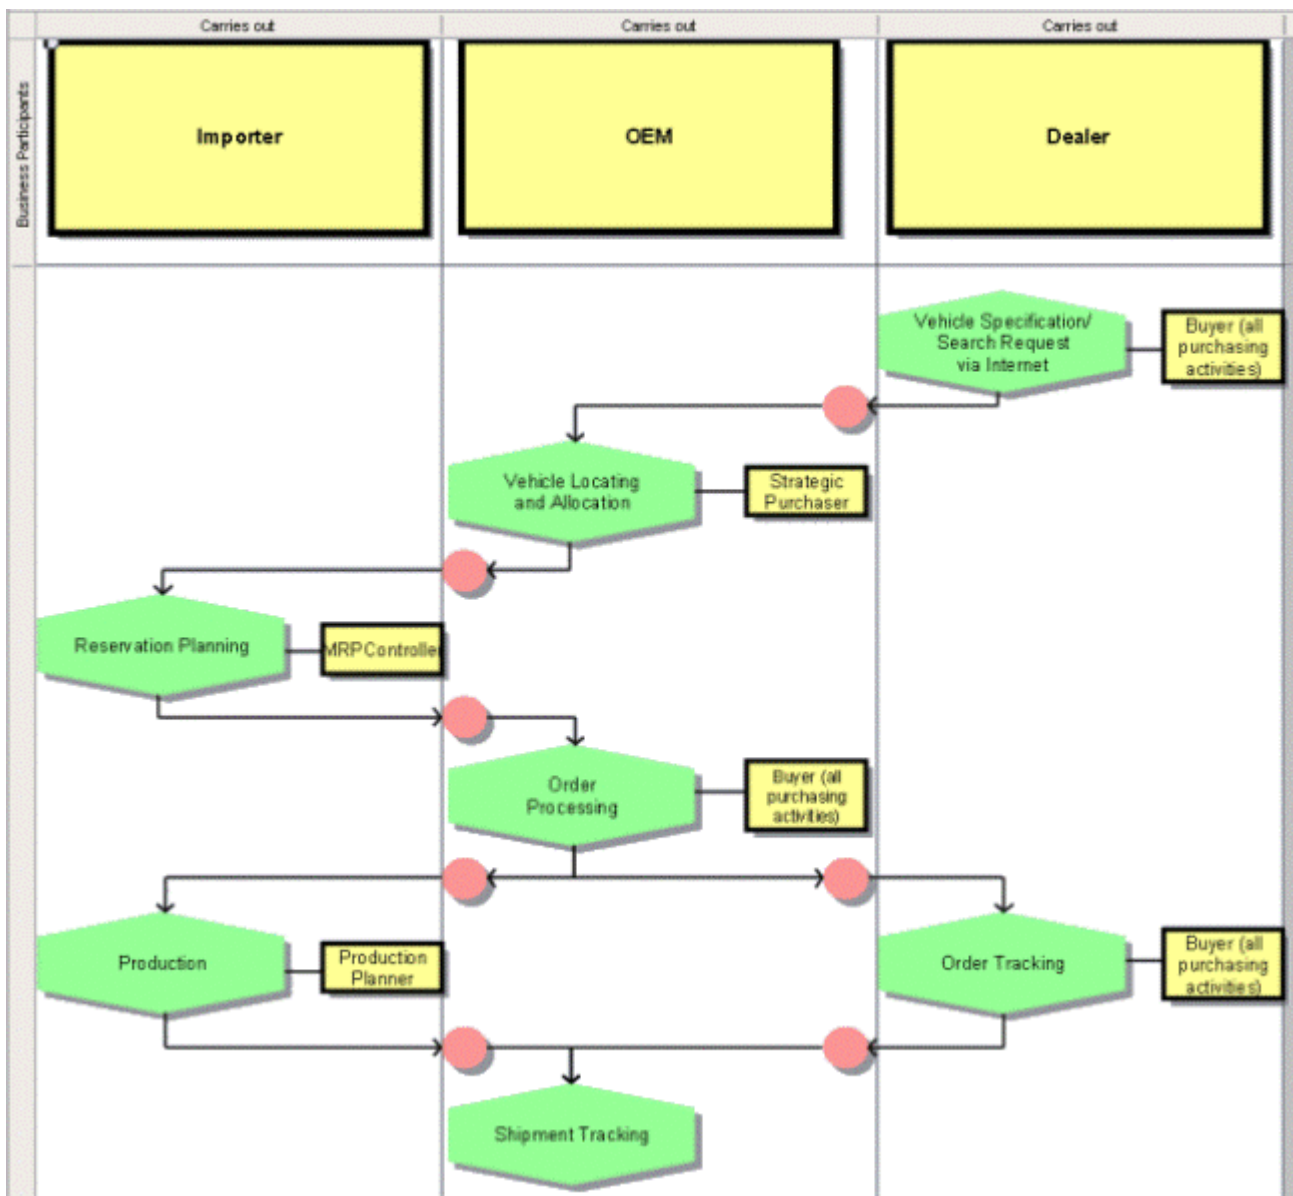 Carries out
Carries out
Carries out
Business Participants
Importer
OEM
Dealer
Vehicle Specification/
Search Request
via Internet
Buyer (all
purchasing
activities)
Vehicle Locating
and Allocation
Strategic
Purchaser
Reservation Planning
MRPController
Order
Processing
Buyer (all
purchasing
activities)
Production
Production
Planner
Order Tracking
Buyer (all
purchasing
activities)
Shipment Tracking